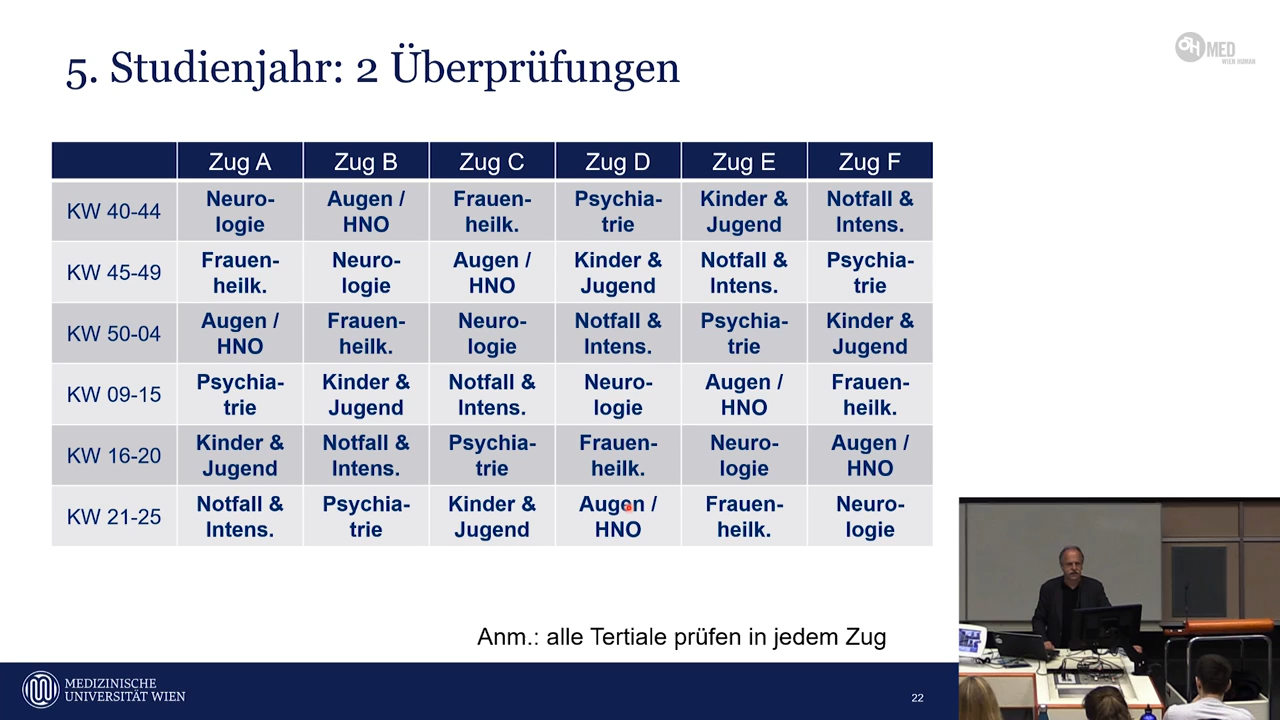 5. Studienjahr: 2 Überprüfungen
ÖH MED
WIEN HUMAN
Zug A Zug B Zug C Zug D Zug E Zug F
KW 40-44 Neuro-logie Augen / HNO Frauen-heilk. Psychia-trie Kinder & Jugend Notfall & Intens.
KW 45-49 Frauen-heilk. Neuro-logie Augen / HNO Kinder & Jugend Notfall & Intens. Psychia-trie
KW 50-04 Augen / HNO Frauen-heilk. Neuro-logie Notfall & Intens. Psychia-trie Kinder & Jugend
KW 09-15 Psychia-trie Kinder & Jugend Notfall & Intens. Neuro-logie Augen / HNO Frauen-heilk.
KW 16-20 Kinder & Jugend Notfall & Intens. Psychia-trie Frauen-heilk. Neuro-logie Augen / HNO
KW 21-25 Notfall & Intens. Psychia-trie Kinder & Jugend Augen / HNO Frauen-heilk. Neuro-logie
Anm.: alle Tertiale prüfen in jedem Zug
MEDIZINISCHE
UNIVERSITÄT WIEN
22